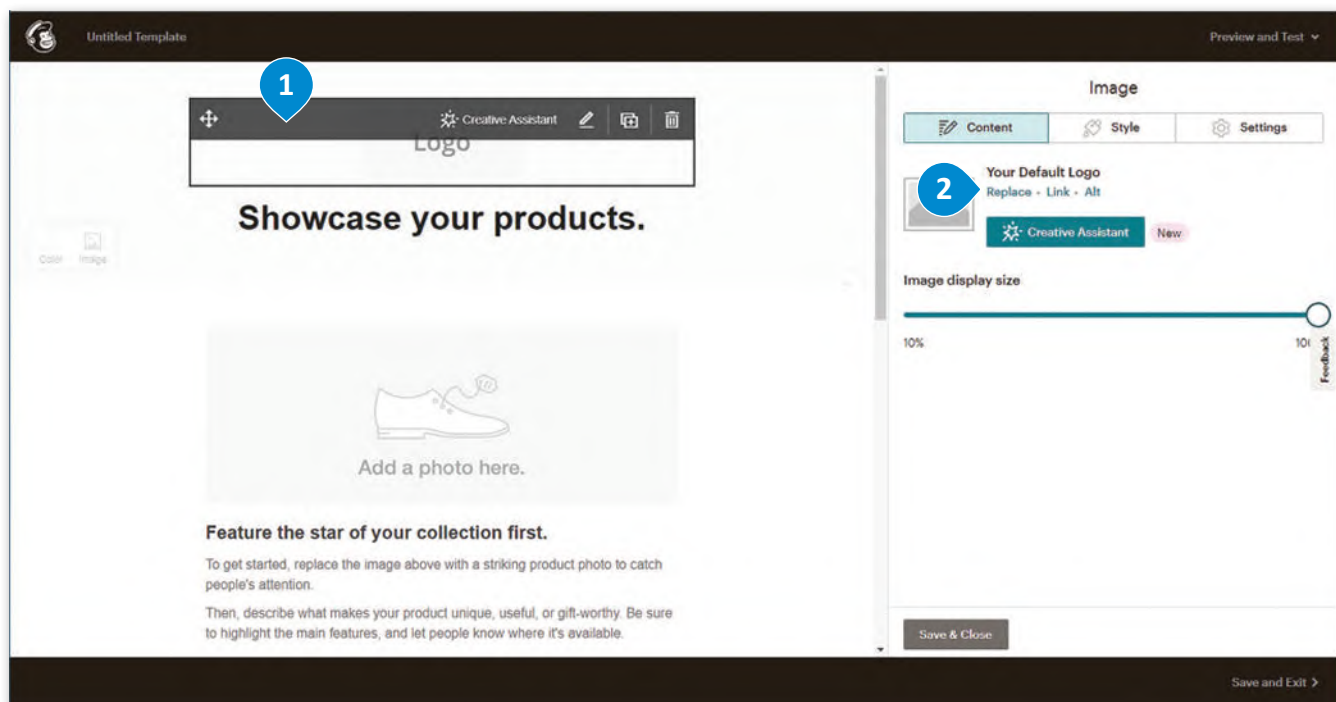 Untitled Template
Preview and Test
1
Creative Assistant
Logo
Showcase your products.
Color Image
Add a photo here.
Feature the star of your collection first.
To get started, replace the image above with a striking product photo to catch
people's attention.
Then, describe what makes your product unique, useful, or gift-worthy. Be sure
to highlight the main features, and let people know where it's available.
Image
Content Style Settings
2
Your Default Logo
Replace - Link - Alt
Creative Assistant New
Image display size
10%
Feedback
Save & Close
Save and Exit